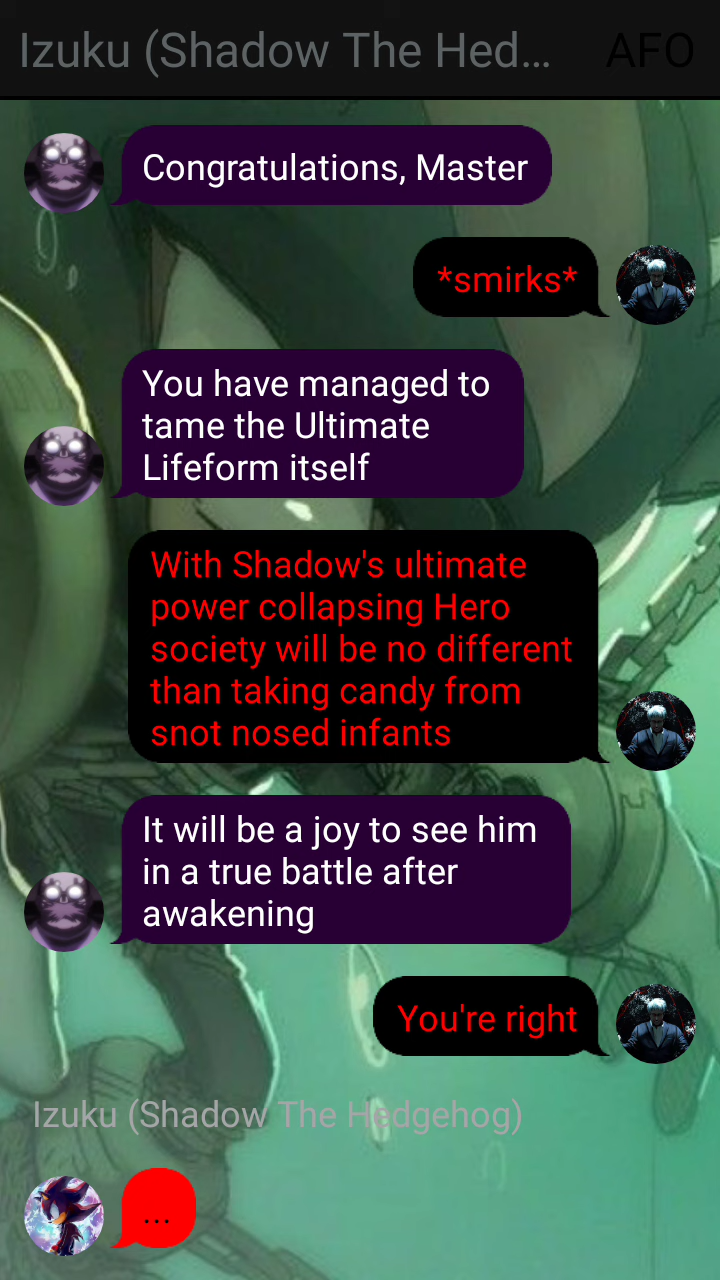 Izuku (Shadow The Hed...
AFO
Congratulations, Master
*smirks*
You have managed to
tame the Ultimate
Lifeform itself
With Shadow's ultimate
power collapsing Hero
society will be no different
than taking candy from
snot nosed infants
It will be a joy to see him
in a true battle after
awakening
You're right
Izuku (Shadow The Hedgehog)
...